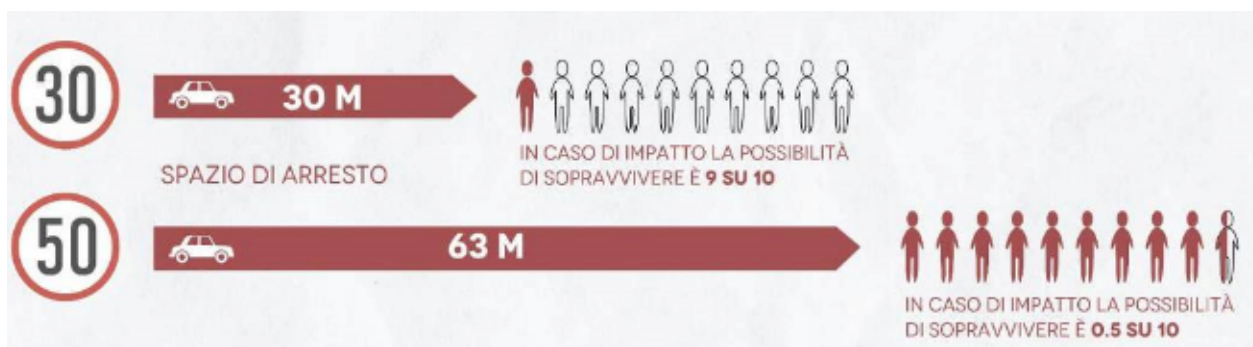 30
30 M
IN CASO DI IMPATTO LA POSSIBILITÀ
DI SOPRAVVIVERE È 9 SU 10
SPAZIO DI ARRESTO
50
63 M
IN CASO DI IMPATTO LA POSSIBILITÀ
DI SOPRAVVIVERE È 0.5 SU 10